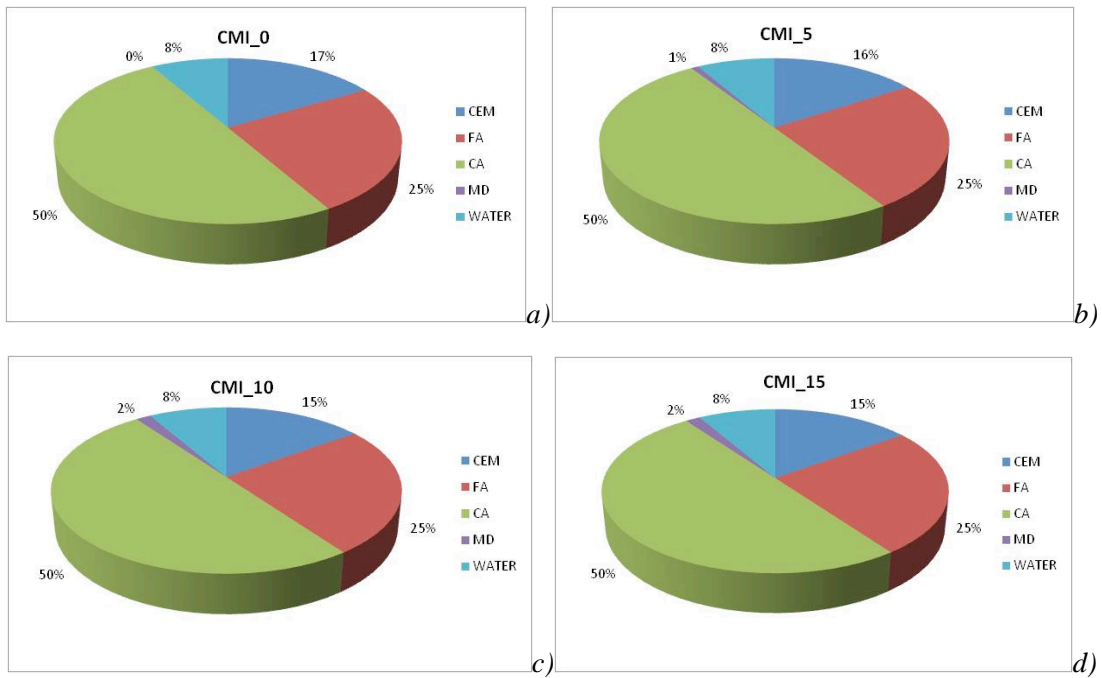 CMI_0
0%
8%
17%
25%
50%
CEM
FA
CA
MD
WATER
a)
CMI_5
1%
8%
16%
25%
50%
CEM
FA
CA
MD
WATER
b)
CMI_10
2%
8%
15%
25%
50%
CEM
FA
CA
MD
WATER
c)
CMI_15
2%
8%
15%
25%
50%
CEM
FA
CA
MD
WATER
d)